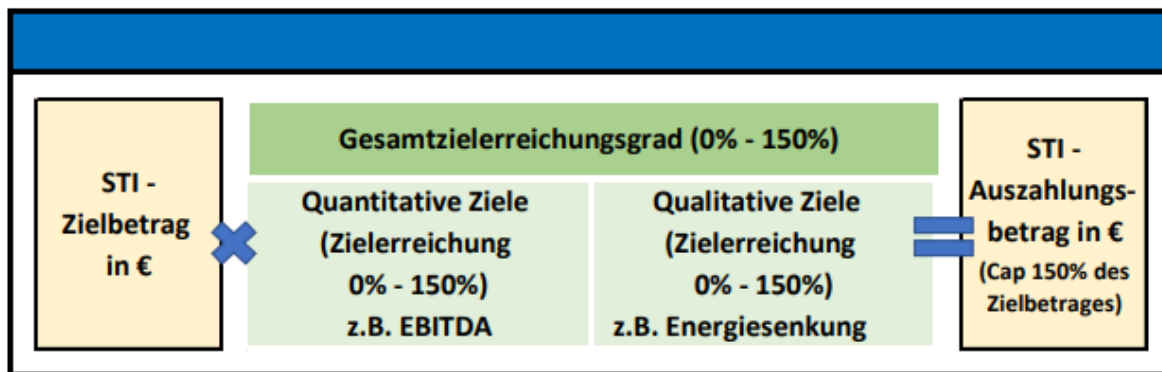 STI -
Zielbetrag
in €
Gesamtzielerreichungsgrad (0% - 150%)
Quantitative Ziele
(Zielerreichung
0% - 150%)
z.B. EBITDA
Qualitative Ziele
(Zielerreichung
0% - 150%)
z.B. Energiesenkung
STI -
Auszahlungs-
betrag in €
(Cap 150% des
Zielbetrages)